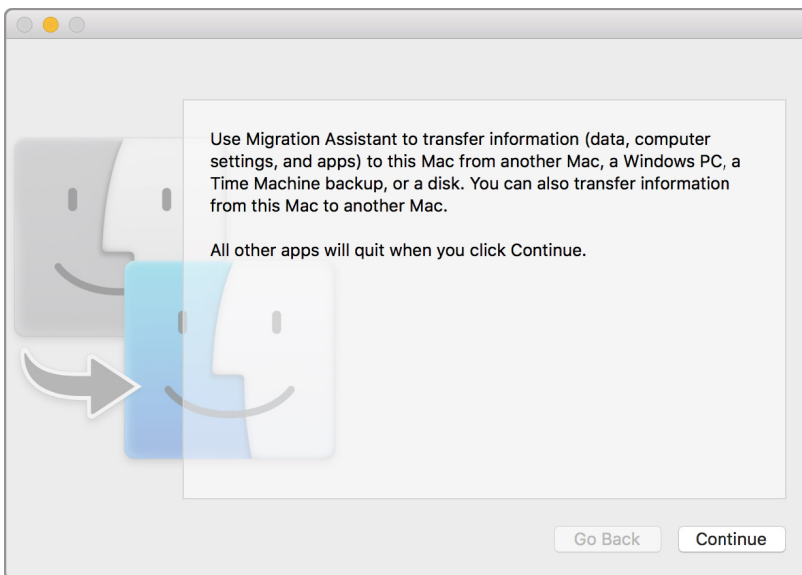 Use Migration Assistant to transfer information (data, computer
settings, and apps) to this Mac from another Mac, a Windows PC, a
Time Machine backup, or a disk. You can also transfer information
from this Mac to another Mac.
All other apps will quit when you click Continue.
Go Back Continue